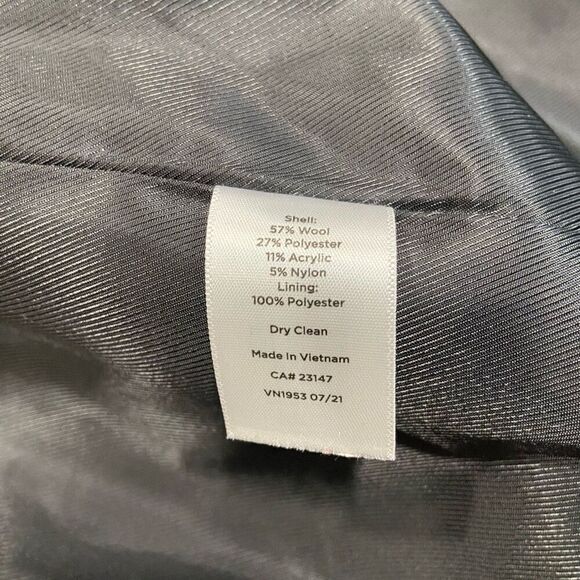 Shell:
57% Wool
27% Polyester
11% Acrylic
5% Nylon
Lining:
100% Polyester
Dry Clean
Made In Vietnam
CA# 23147
VN1953 07/21